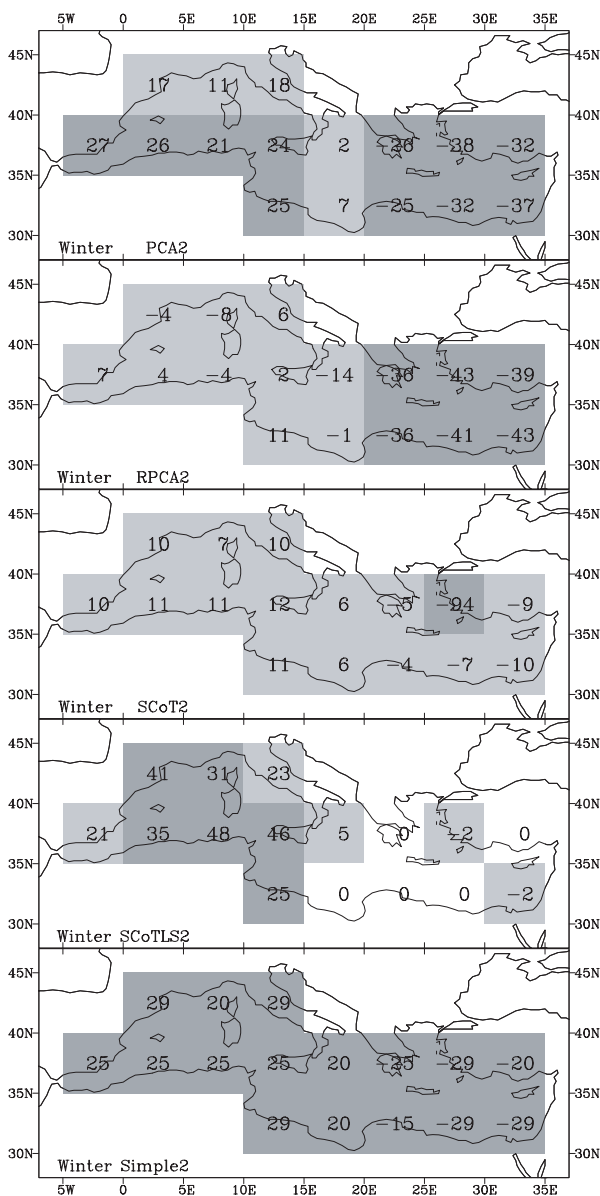 5W 0 5E 10E 15E 20E 25E 30E 35E
45N 45N
17 11 18
40N 40N
27 26 21 24 2 −26 −28 −32
35N 35N
25 7 −25 −32 −37
30N 30N
Winter PCA2
45N 45N
−4 −8 6
40N 40N
7 4 −4 2 −14 −36 −43 −39
35N 35N
11 −1 −36 −41 −43
30N 30N
Winter RPCA2
45N 45N
10 7 10
40N 40N
10 11 11 12 6 −5 −94 −9
35N 35N
11 6 −4 −7 −10
30N 30N
Winter SCoT2
45N 45N
41 31 23
40N 40N
21 35 48 46 5 0 −2 0
35N 35N
25 0 0 0 −2
30N 30N
Winter SCoTLS2
45N 45N
29 20 29
40N 40N
25 25 25 25 20 −25 −29 −20
35N 35N
29 20 −15 −29 −29
30N 30N
Winter Simple2
5W 0 5E 10E 15E 20E 25E 30E 35E